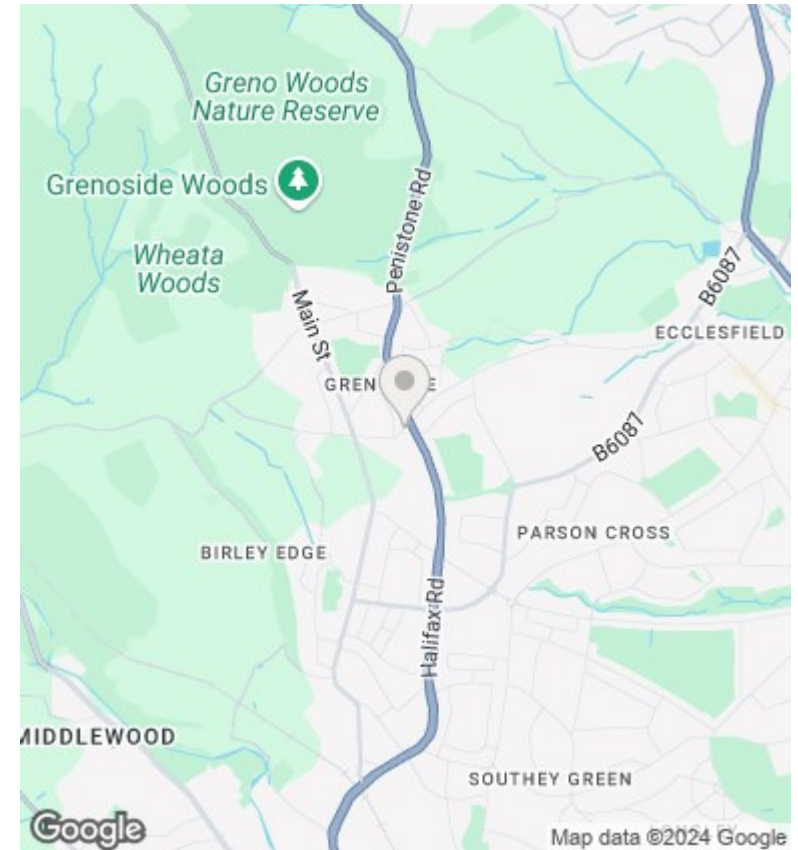 Greno Woods
Nature Reserve
Grenoside Woods
Penistone Rd
Wheata
Woods
B6087
Main St
ECCLESFIELD
B6087
PARSON CROSS
BIRLEY EDGE
Halifax Rd
MIDDLEWOOD
SOUTHEY GREEN
Google
Map data ©2024 Google